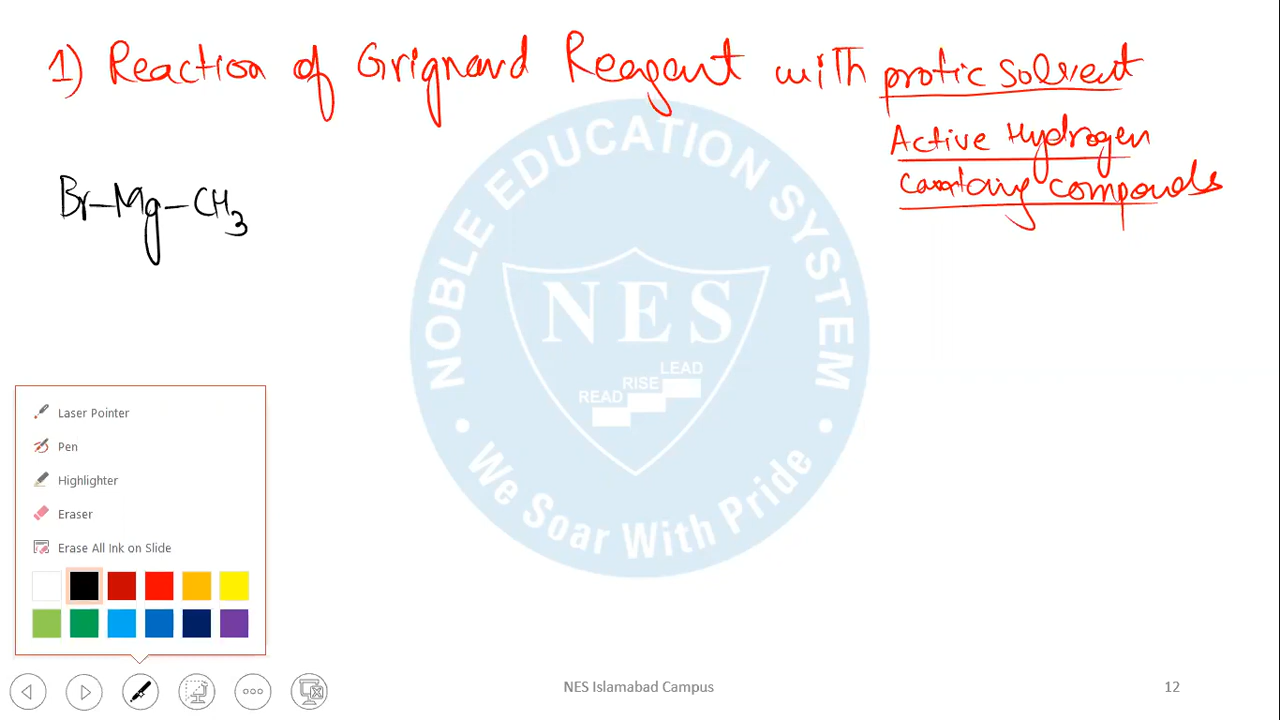 1) Reaction of Grignard Reagent with protic solvent
Active Hydrogen
Containing compounds
Br-Mg-CH3
NOBLE EDUCATION SYSTEM
NES
LEAD
RISE
READ
• We Soar With Pride •
Laser Pointer
Pen
Highlighter
Eraser
Erase All Ink on Slide
NES Islamabad Campus
12